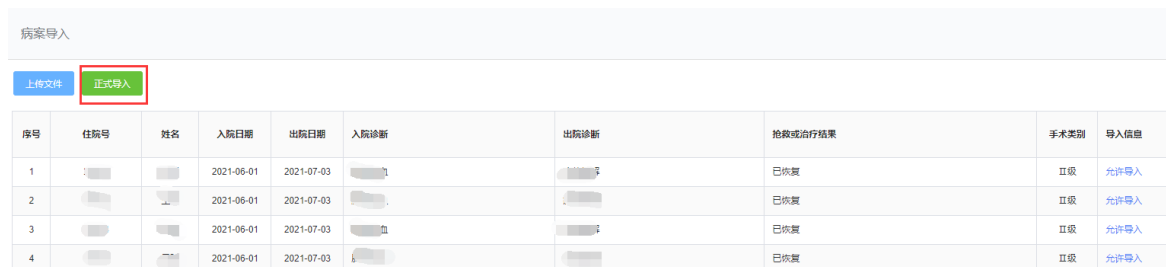 病案导入
上传文件 正式导入
序号 住院号 姓名 入院日期 出院日期 入院诊断 出院诊断 抢救或治疗结果 手术类别 导入信息
1 2021-06-01 2021-07-03 已恢复 II级 允许导入
2 2021-06-01 2021-07-03 已恢复 II级 允许导入
3 2021-06-01 2021-07-03 已恢复 II级 允许导入
4 2021-06-01 2021-07-03 已恢复 II级 允许导入